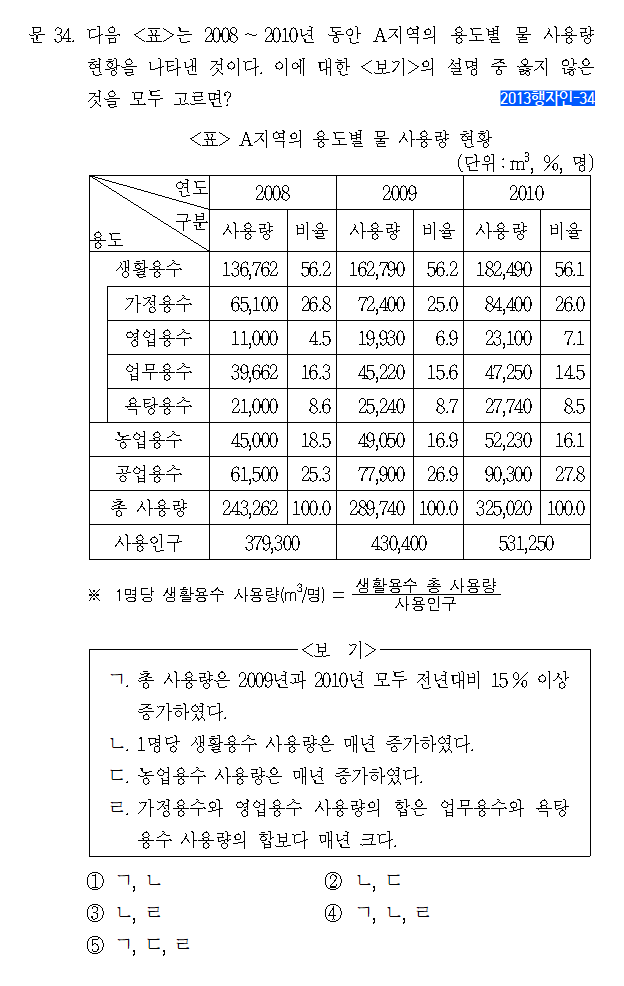 문 34. 다음 <표>는 2008 ~ 2010년 동안 A지역의 용도별 물 사용량
현황을 나타낸 것이다. 이에 대한 <보기>의 설명 중 옳지 않은
것을 모두 고르면? 2013행자인-34
<표> A지역의 용도별 물 사용량 현황
(단위 : m³, %, 명)
연도 2008 2009 2010
용도 구분 사용량 비율 사용량 비율 사용량 비율
생활용수 136,762 56.2 162,790 56.2 182,490 56.1
가정용수 65,100 26.8 72,400 25.0 84,400 26.0
영업용수 11,000 4.5 19,930 6.9 23,100 7.1
업무용수 39,662 16.3 45,220 15.6 47,250 14.5
욕탕용수 21,000 8.6 25,240 8.7 27,740 8.5
농업용수 45,000 18.5 49,050 16.9 52,230 16.1
공업용수 61,500 25.3 77,900 26.9 90,300 27.8
총 사용량 243,262 100.0 289,740 100.0 325,020 100.0
사용인구 379,300 430,400 531,250
※ 1명당 생활용수 사용량(m³/명) = 생활용수 총 사용량
사용인구
<보 기>
ㄱ. 총 사용량은 2009년과 2010년 모두 전년대비 15 % 이상
증가하였다.
ㄴ. 1명당 생활용수 사용량은 매년 증가하였다.
ㄷ. 농업용수 사용량은 매년 증가하였다.
ㄹ. 가정용수와 영업용수 사용량의 합은 업무용수와 욕탕
용수 사용량의 합보다 매년 크다.
① ㄱ, ㄴ ② ㄴ, ㄷ
③ ㄴ, ㄹ ④ ㄱ, ㄴ, ㄹ
⑤ ㄱ, ㄷ, ㄹ